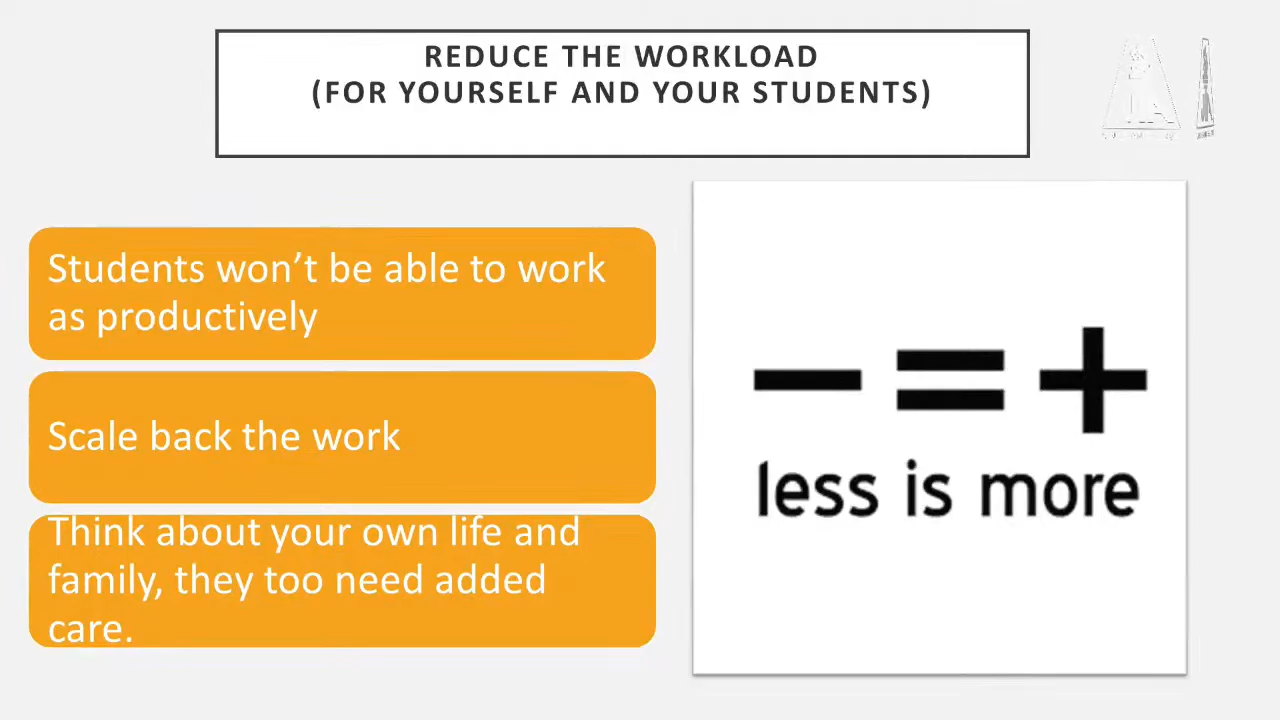 REDUCE THE WORKLOAD
(FOR YOURSELF AND YOUR STUDENTS)
Students won’t be able to work
as productively
Scale back the work
Think about your own life and
family, they too need added
care.
− = +
less is more